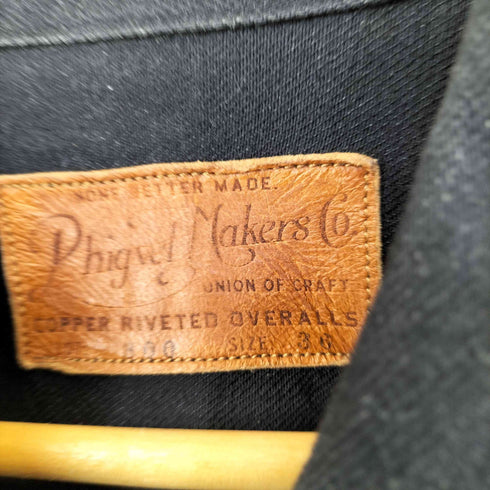 NONE BETTER MADE.
Phigvel Makers Co.
UNION OF CRAFT
COPPER RIVETED OVERALLS
SIZE 36